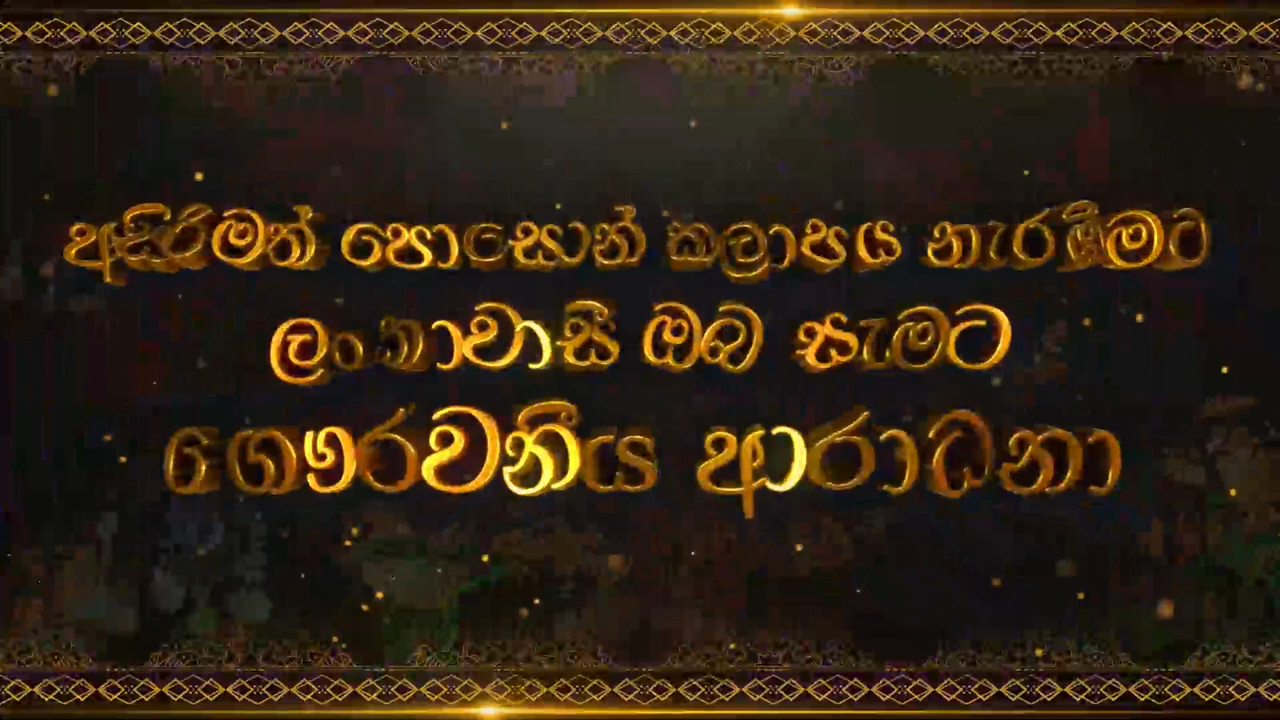 අසිරිමත් පොසොන් කලාපය නැරඹීමට
ලංකාවාසී ඔබ සැමට
ගෞරවනීය ආරාධනා